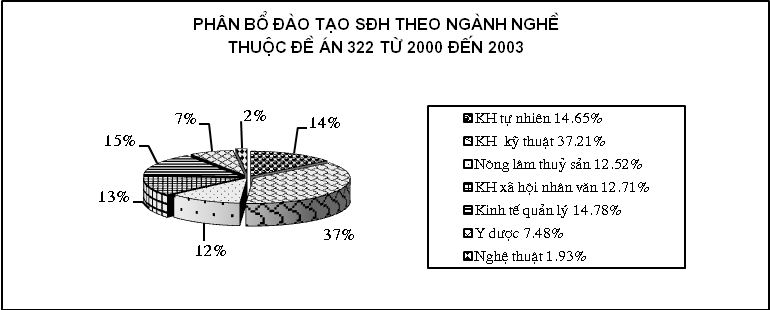 PHÂN BỔ ĐÀO TẠO SĐH THEO NGÀNH NGHỀ
THUỘC ĐỀ ÁN 322 TỪ 2000 ĐẾN 2003
7%
2%
14%
15%
13%
12%
37%
KH tự nhiên 14.65%
KH kỹ thuật 37.21%
Nông lâm thuỷ sản 12.52%
KH xã hội nhân văn 12.71%
Kinh tế quản lý 14.78%
Y dược 7.48%
Nghệ thuật 1.93%